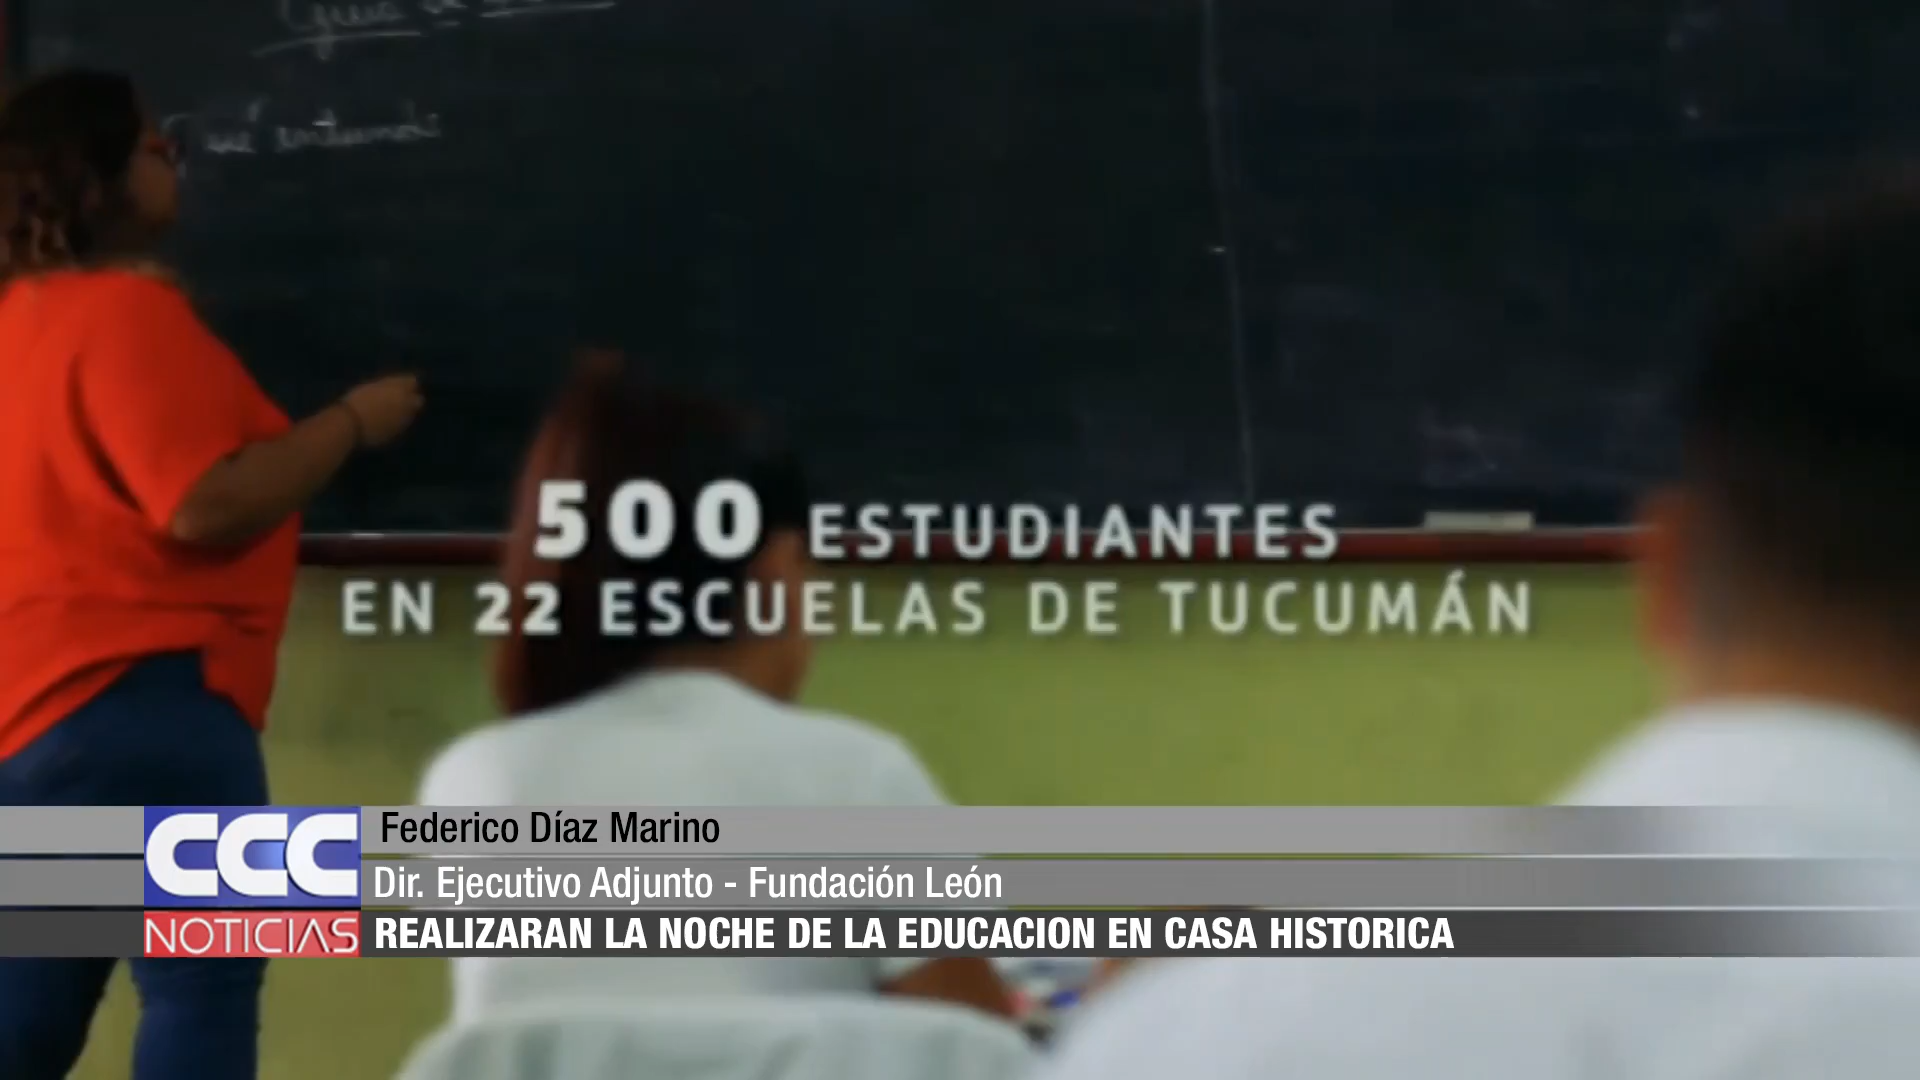 500 ESTUDIANTES
EN 22 ESCUELAS DE TUCUMÁN
CCC
NOTICIAS
Federico Díaz Marino
Dir. Ejecutivo Adjunto - Fundación León
REALIZARAN LA NOCHE DE LA EDUCACION EN CASA HISTORICA